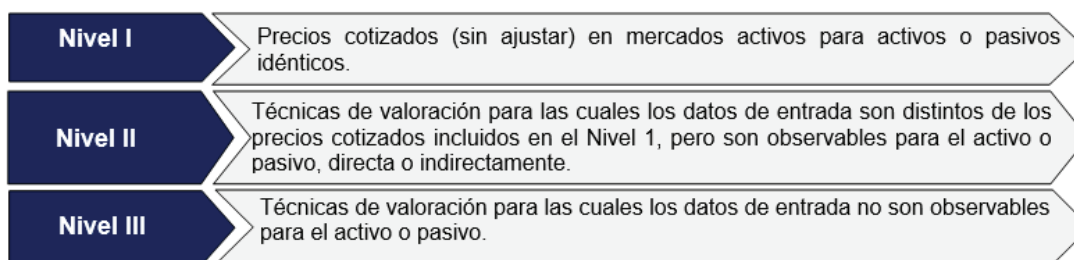 Nivel I
Precios cotizados (sin ajustar) en mercados activos para activos o pasivos
idénticos.
Nivel II
Técnicas de valoración para las cuales los datos de entrada son distintos de los
precios cotizados incluidos en el Nivel 1, pero son observables para el activo o
pasivo, directa o indirectamente.
Nivel III
Técnicas de valoración para las cuales los datos de entrada no son observables
para el activo o pasivo.